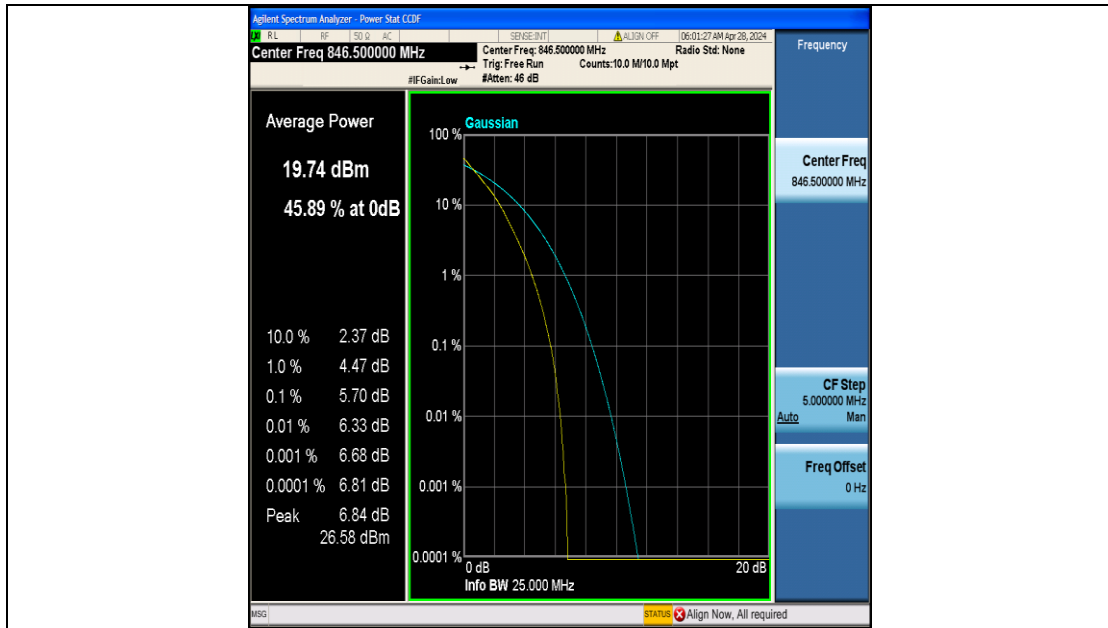 Agilent Spectrum Analyzer - Power Stat CCDF
RL RF 50 Ω AC SENSE:INT ALIGN OFF 06:01:27 AM Apr 28, 2024
Center Freq 846.500000 MHz
Center Freq: 846.500000 MHz Radio Std: None
Trig: Free Run Counts:10.0 M/10.0 Mpt
#IFGain:Low #Atten: 46 dB
Frequency
Average Power
19.74 dBm
45.89 % at 0dB
10.0 % 2.37 dB
1.0 % 4.47 dB
0.1 % 5.70 dB
0.01 % 6.33 dB
0.001 % 6.68 dB
0.0001 % 6.81 dB
Peak 6.84 dB
26.58 dBm
Gaussian
100 %
10 %
1 %
0.1 %
0.01 %
0.001 %
0.0001 %
0 dB 20 dB
Info BW 25.000 MHz
Center Freq
846.500000 MHz
CF Step
5.000000 MHz
Auto Man
Freq Offset
0 Hz
MSG STATUS Align Now, All required